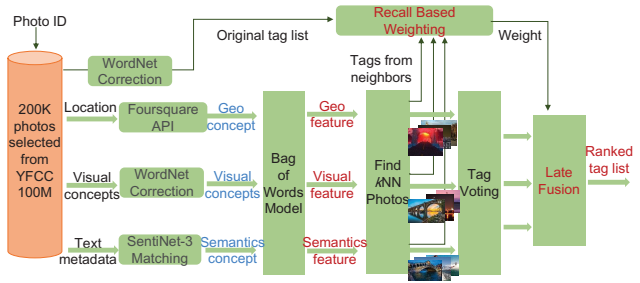 Photo ID
Original tag list
Recall Based
Weighting
Weight
WordNet
Correction
Tags from
neighbors
200K
photos
selected
from
YFCC
100M
Location
Foursquare
API
Geo
concept
Geo
feature
Visual
concepts
WordNet
Correction
Visual
concepts
Bag
of
Words
Model
Visual
feature
Find
kNN
Photos
Tag
Voting
Late
Fusion
Ranked
tag list
Text
metadata
SentiNet-3
Matching
Semantics
concept
Semantics
feature